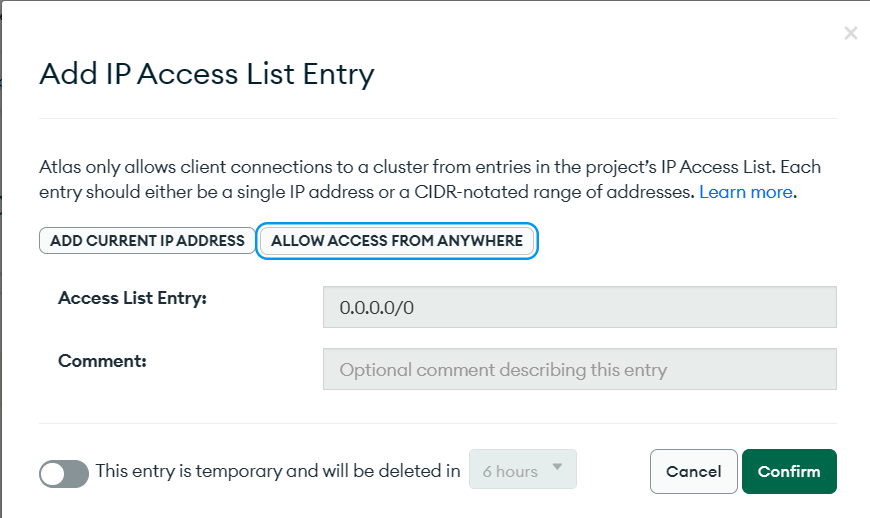 Add IP Access List Entry
Atlas only allows client connections to a cluster from entries in the project's IP Access List. Each
entry should either be a single IP address or a CIDR-notated range of addresses. Learn more.
ADD CURRENT IP ADDRESS ALLOW ACCESS FROM ANYWHERE
Access List Entry: 0.0.0.0/0
Comment: Optional comment describing this entry
This entry is temporary and will be deleted in 6 hours Cancel Confirm